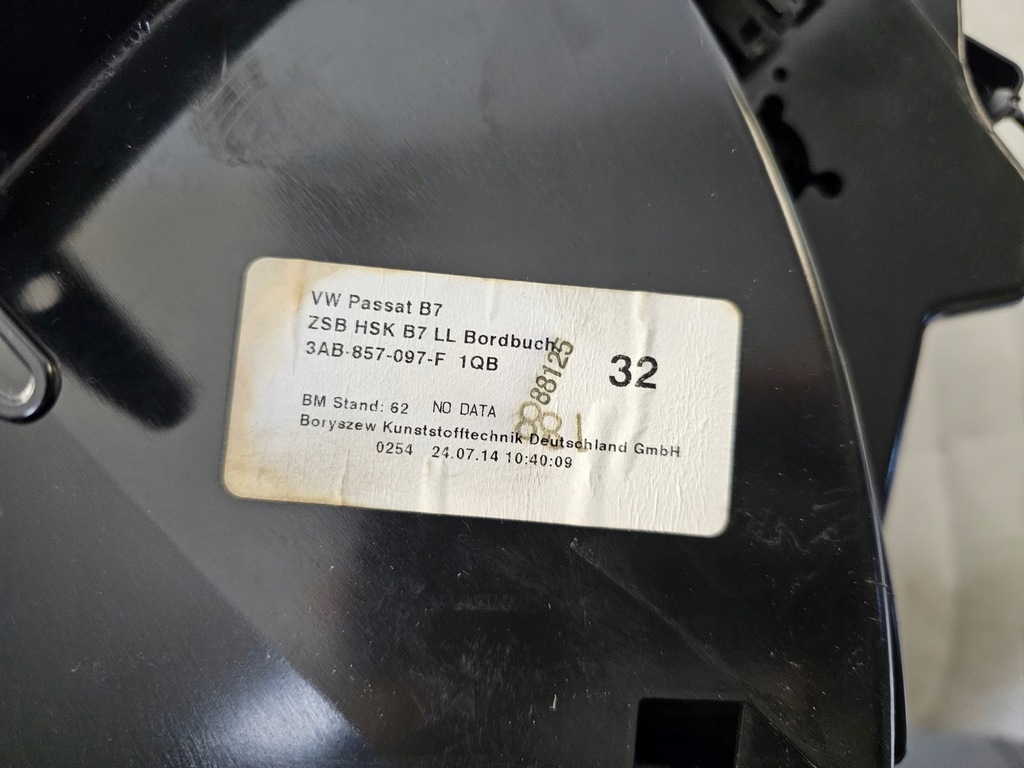 VW Passat B7
ZSB HSK B7 LL Bordbuch
3AB-857-097-F 1QB
32
88125
BM Stand: 62 NO DATA
Boryszew Kunststofftechnik Deutschland GmbH
0254 24.07.14 10:40:09